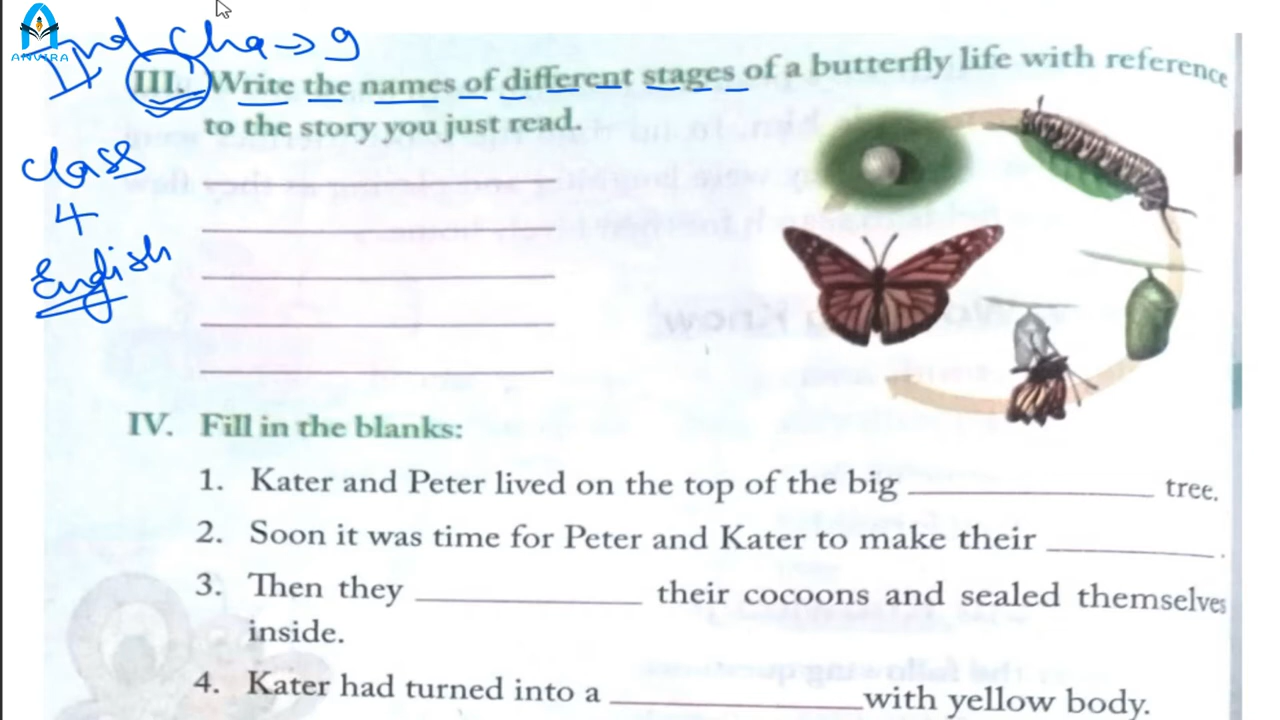 ANVIRA
2nd Cha → 9
III. Write the names of different stages of a butterfly life with reference
to the story you just read.
Class
4
English
IV. Fill in the blanks:
1. Kater and Peter lived on the top of the big ____________ tree.
2. Soon it was time for Peter and Kater to make their ____________.
3. Then they ____________ their cocoons and sealed themselves
inside.
4. Kater had turned into a ____________ with yellow body.